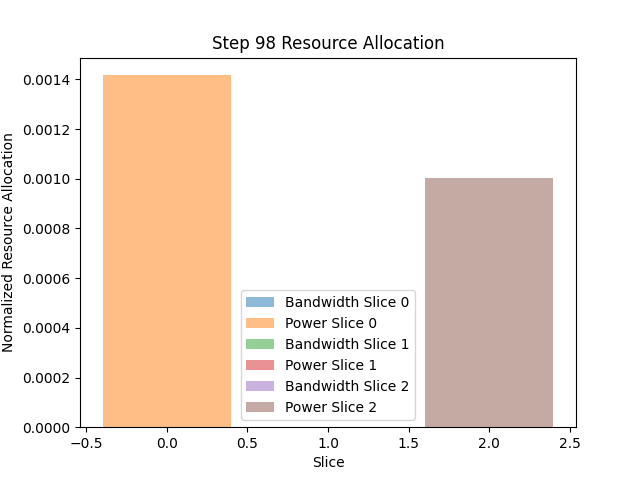 Step 98 Resource Allocation
Normalized Resource Allocation
0.0014
0.0012
0.0010
0.0008
0.0006
0.0004
0.0002
0.0000
Bandwidth Slice 0
Power Slice 0
Bandwidth Slice 1
Power Slice 1
Bandwidth Slice 2
Power Slice 2
−0.5 0.0 0.5 1.0 1.5 2.0 2.5
Slice